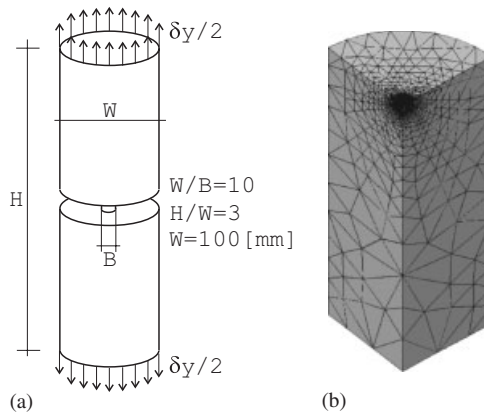 δy/2
W
H
W/B=10
H/W=3
W=100[mm]
B
δy/2
(a)
(b)